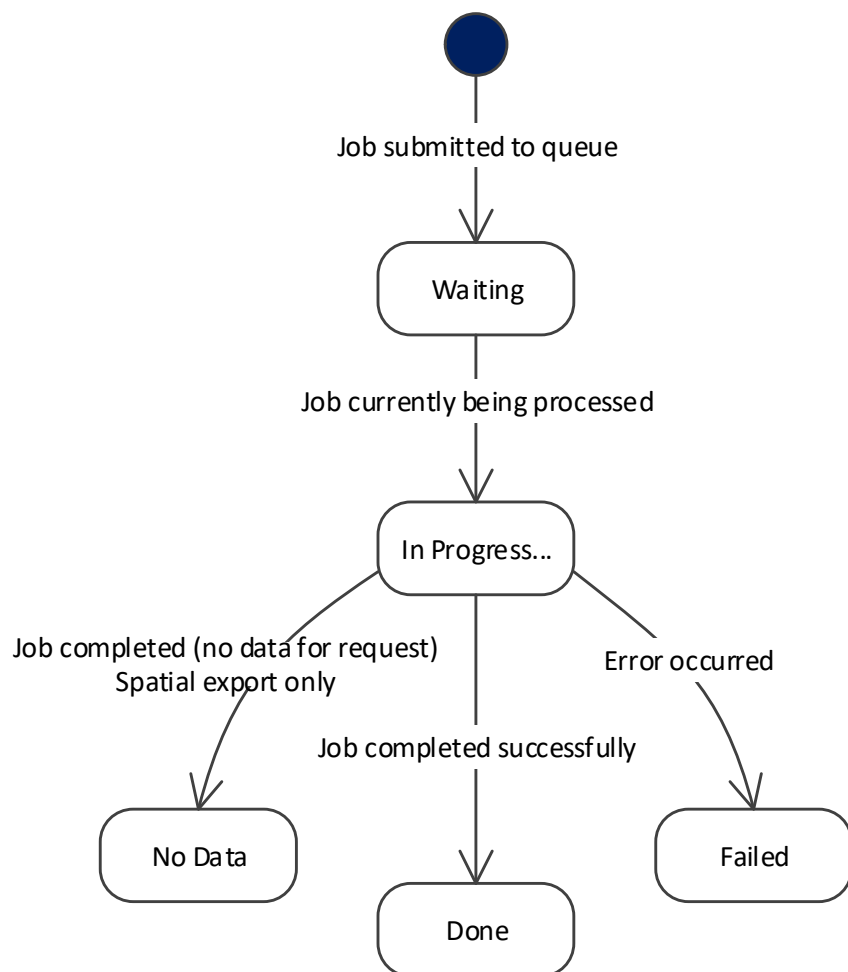 Job submitted to queue
Waiting
Job currently being processed
In Progress...
Job completed (no data for request)
Spatial export only
Error occurred
Job completed successfully
No Data
Failed
Done